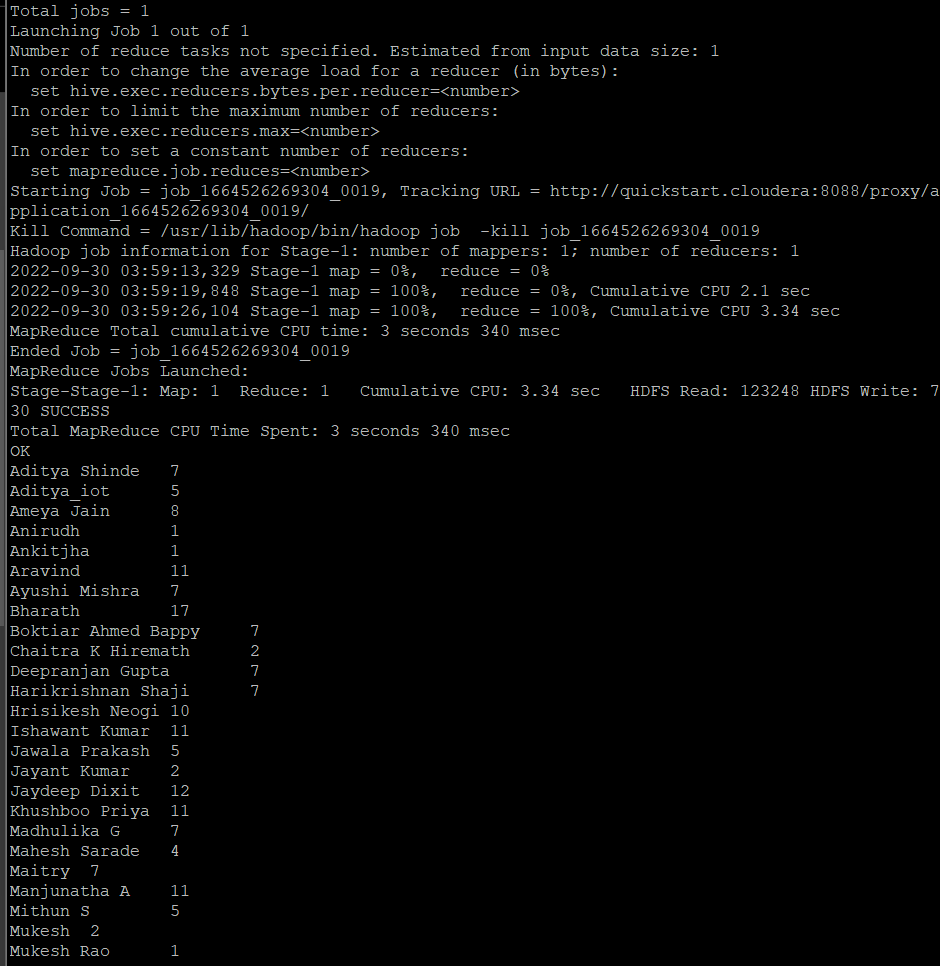 Total jobs = 1
Launching Job 1 out of 1
Number of reduce tasks not specified. Estimated from input data size: 1
In order to change the average load for a reducer (in bytes):
  set hive.exec.reducers.bytes.per.reducer=<number>
In order to limit the maximum number of reducers:
  set hive.exec.reducers.max=<number>
In order to set a constant number of reducers:
  set mapreduce.job.reduces=<number>
Starting Job = job_1664526269304_0019, Tracking URL = http://quickstart.cloudera:8088/proxy/a
pplication_1664526269304_0019/
Kill Command = /usr/lib/hadoop/bin/hadoop job  -kill job_1664526269304_0019
Hadoop job information for Stage-1: number of mappers: 1; number of reducers: 1
2022-09-30 03:59:13,329 Stage-1 map = 0%,  reduce = 0%
2022-09-30 03:59:19,848 Stage-1 map = 100%,  reduce = 0%, Cumulative CPU 2.1 sec
2022-09-30 03:59:26,104 Stage-1 map = 100%,  reduce = 100%, Cumulative CPU 3.34 sec
MapReduce Total cumulative CPU time: 3 seconds 340 msec
Ended Job = job_1664526269304_0019
MapReduce Jobs Launched:
Stage-Stage-1: Map: 1  Reduce: 1   Cumulative CPU: 3.34 sec   HDFS Read: 123248 HDFS Write: 7
30 SUCCESS
Total MapReduce CPU Time Spent: 3 seconds 340 msec
OK
Aditya Shinde   7
Aditya_iot      5
Ameya Jain      8
Anirudh         1
Ankitjha        1
Aravind         11
Ayushi Mishra   7
Bharath         17
Boktiar Ahmed Bappy     7
Chaitra K Hiremath      2
Deepranjan Gupta        7
Harikrishnan Shaji      7
Hrisikesh Neogi 10
Ishawant Kumar  11
Jawala Prakash  5
Jayant Kumar    2
Jaydeep Dixit   12
Khushboo Priya  11
Madhulika G     7
Mahesh Sarade   4
Maitry  7
Manjunatha A    11
Mithun S        5
Mukesh  2
Mukesh Rao      1